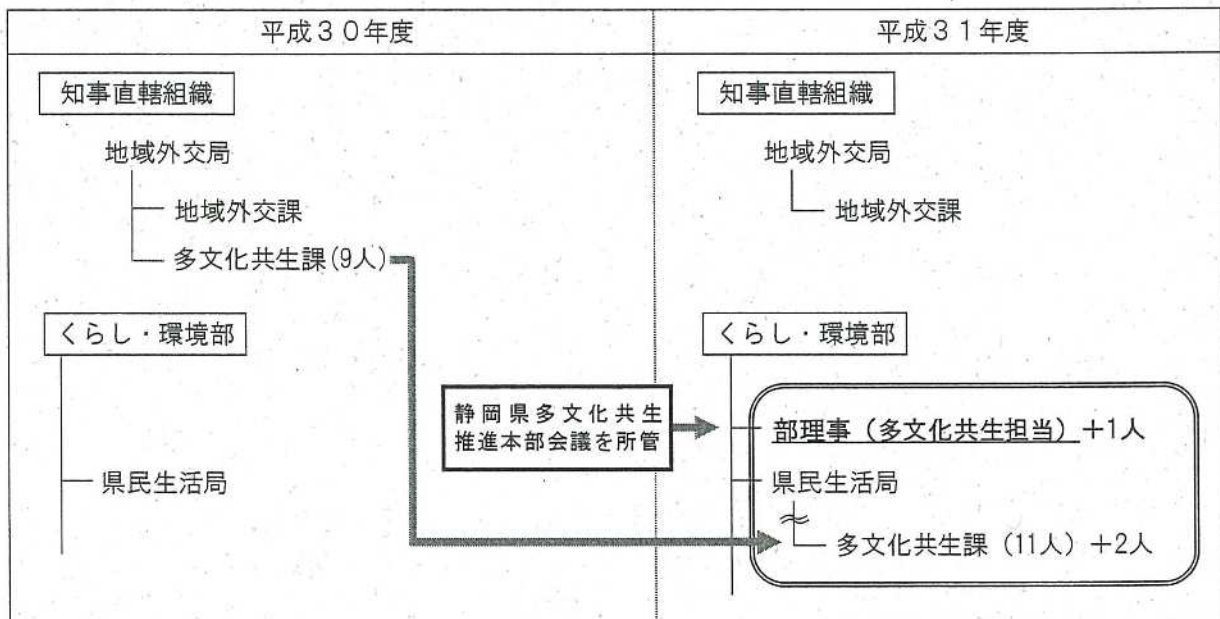 平成３０年度
知事直轄組織
地域外交局
地域外交課
多文化共生課(9人)
くらし・環境部
県民生活局
静岡県多文化共生
推進本部会議を所管
平成３１年度
知事直轄組織
地域外交局
地域外交課
くらし・環境部
部理事（多文化共生担当）+1人
県民生活局
多文化共生課（11人）+2人